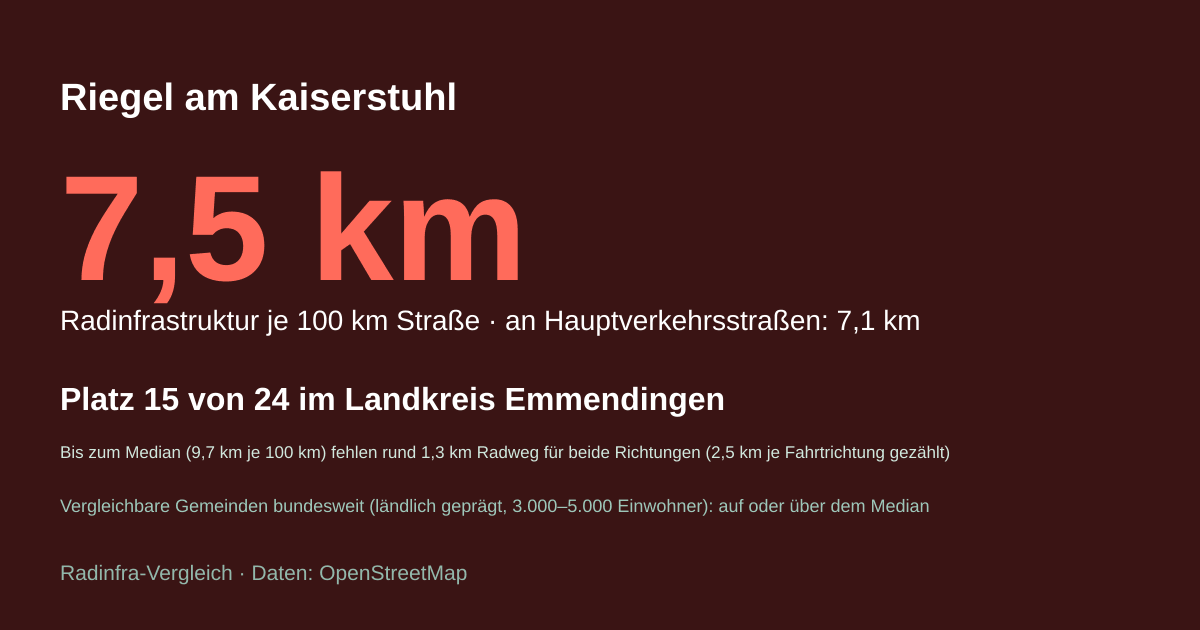 Riegel am Kaiserstuhl
7,5 km
Radinfrastruktur je 100 km Straße · an Hauptverkehrsstraßen: 7,1 km
Platz 15 von 24 im Landkreis Emmendingen
Bis zum Median (9,7 km je 100 km) fehlen rund 1,3 km Radweg für beide Richtungen (2,5 km je Fahrtrichtung gezählt)
Vergleichbare Gemeinden bundesweit (ländlich geprägt, 3.000–5.000 Einwohner): auf oder über dem Median
Radinfra-Vergleich · Daten: OpenStreetMap